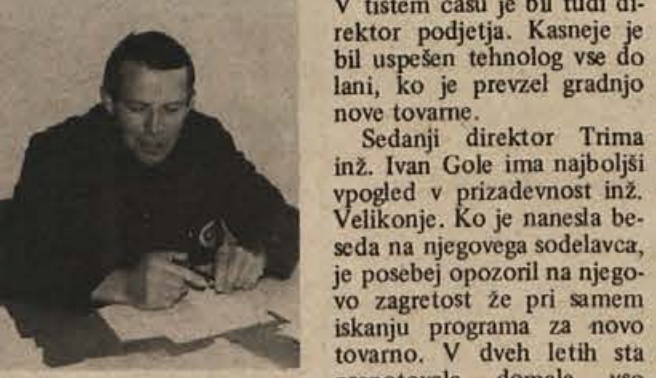 V tistem času je bil tudi di-
rektor podjetja. Kasneje je
bil uspešen tehnolog vse do
lani, ko je prevzel gradnjo
nove tovarne.
Sedanji direktor Trima
inž. Ivan Gole ima najboljši
vpogled v prizadevnost inž.
Velikonje. Ko je nanesla be-
seda na njegovega sodelavca,
je posebej opozoril na njego-
vo zagretost že pri samem
iskanju programa za novo
tovarno. V dveh letih sta
domala vso